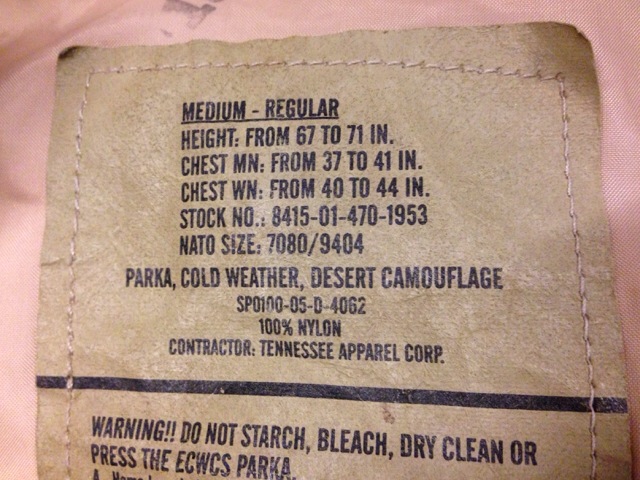 MEDIUM - REGULAR
HEIGHT: FROM 67 TO 71 IN.
CHEST MN: FROM 37 TO 41 IN.
CHEST WN: FROM 40 TO 44 IN.
STOCK NO.: 8415-01-470-1953
NATO SIZE: 7080/9404
PARKA, COLD WEATHER, DESERT CAMOUFLAGE
SP0100-05-D-4062
100% NYLON
CONTRACTOR: TENNESSEE APPAREL CORP.
WARNING!! DO NOT STARCH, BLEACH, DRY CLEAN OR
PRESS THE ECWCS PARKA